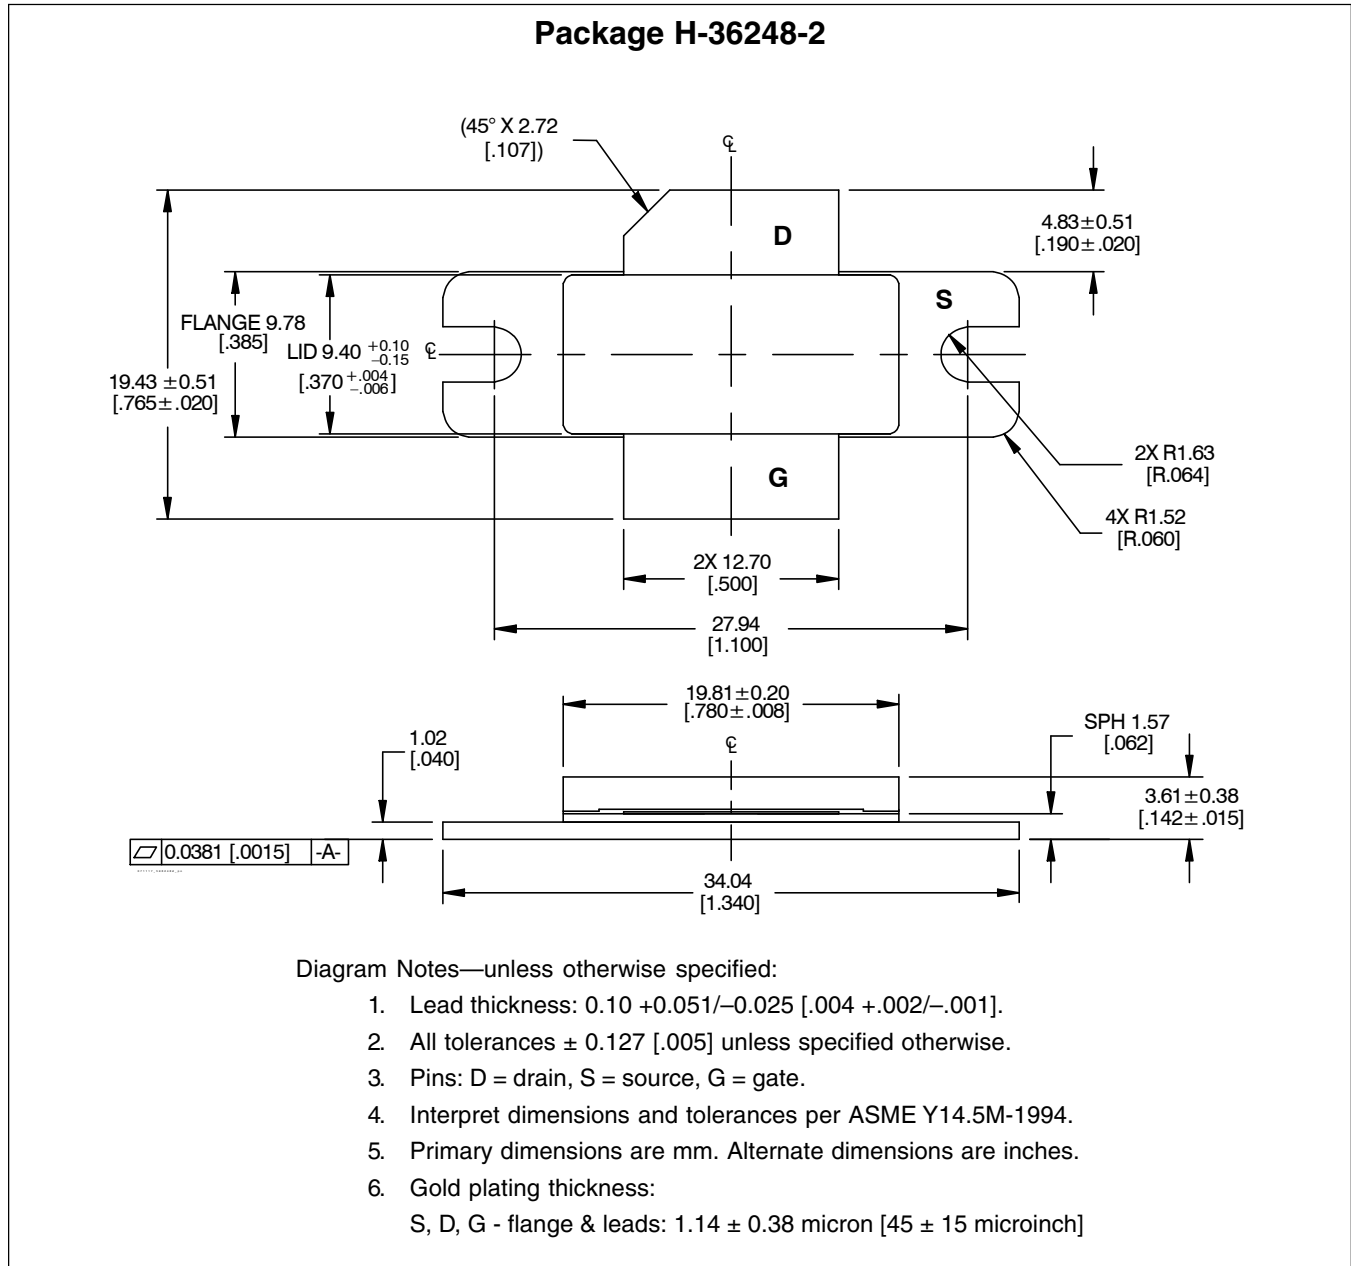 Package H-36248-2
(45° X 2.72
[.107])
℄
D
4.83±0.51
[.190±.020]
S
FLANGE 9.78
[.385]
LID 9.40 +0.10
–0.15
℄
[.370 +.004
–.006]
19.43 ±0.51
[.765±.020]
2X R1.63
[R.064]
G
4X R1.52
[R.060]
2X 12.70
[.500]
27.94
[1.100]
19.81±0.20
[.780±.008]
SPH 1.57
[.062]
1.02
[.040]
℄
3.61±0.38
[.142±.015]
0.0381 [.0015] -A-
34.04
[1.340]
Diagram Notes—unless otherwise specified:
1. Lead thickness: 0.10 +0.051/–0.025 [.004 +.002/–.001].
2. All tolerances ± 0.127 [.005] unless specified otherwise.
3. Pins: D = drain, S = source, G = gate.
4. Interpret dimensions and tolerances per ASME Y14.5M-1994.
5. Primary dimensions are mm. Alternate dimensions are inches.
6. Gold plating thickness:
S, D, G - flange & leads: 1.14 ± 0.38 micron [45 ± 15 microinch]